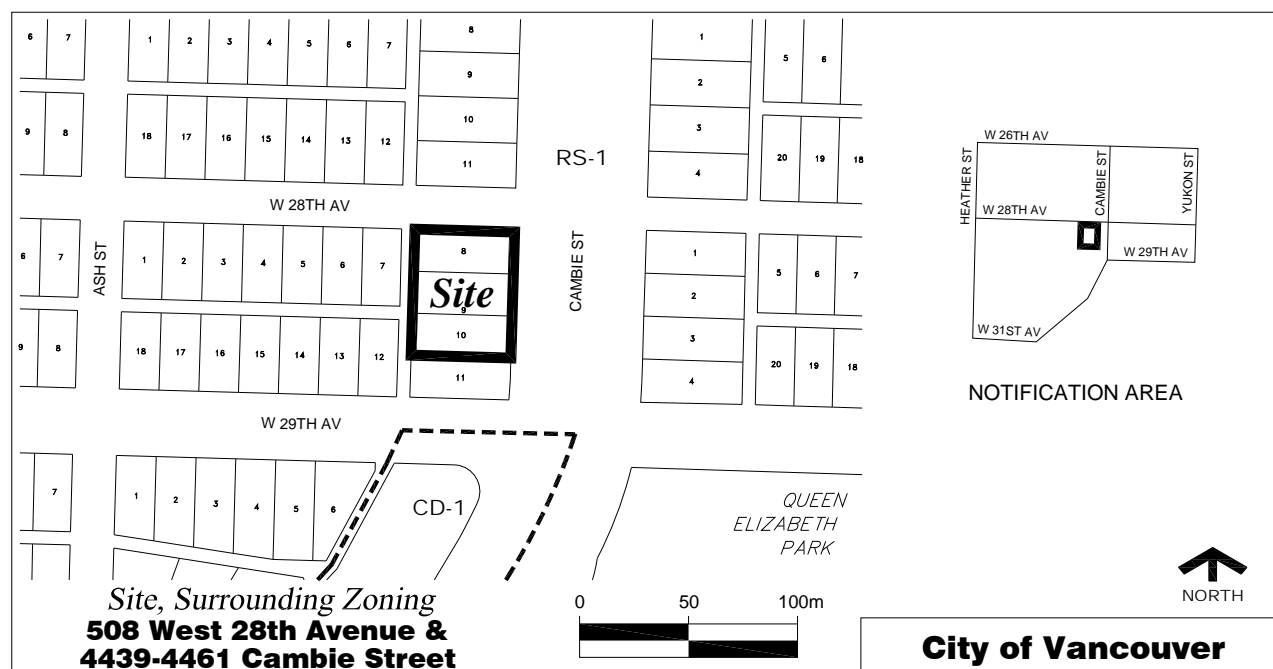 6 7 1 2 3 4 5 6 7 8 1 5 6
9 2
9 8 18 17 16 15 14 13 12 10 3 20 19 18
11 RS-1 4
W 28TH AV
6 7 ASH ST 1 2 3 4 5 6 7 8 CAMBIE ST 1 5 6 7
Site
9 2
9 8 18 17 16 15 14 13 12 10 3 20 19 18
11 4
W 29TH AV
7 1 2 3 4 5 6 CD-1
QUEEN
ELIZABETH
PARK
W 26TH AV
HEATHER ST CAMBIE ST YUKON ST
W 28TH AV
W 29TH AV
W 31ST AV
NOTIFICATION AREA
NORTH
0 50 100m
Site, Surrounding Zoning
508 West 28th Avenue &
4439-4461 Cambie Street
City of Vancouver